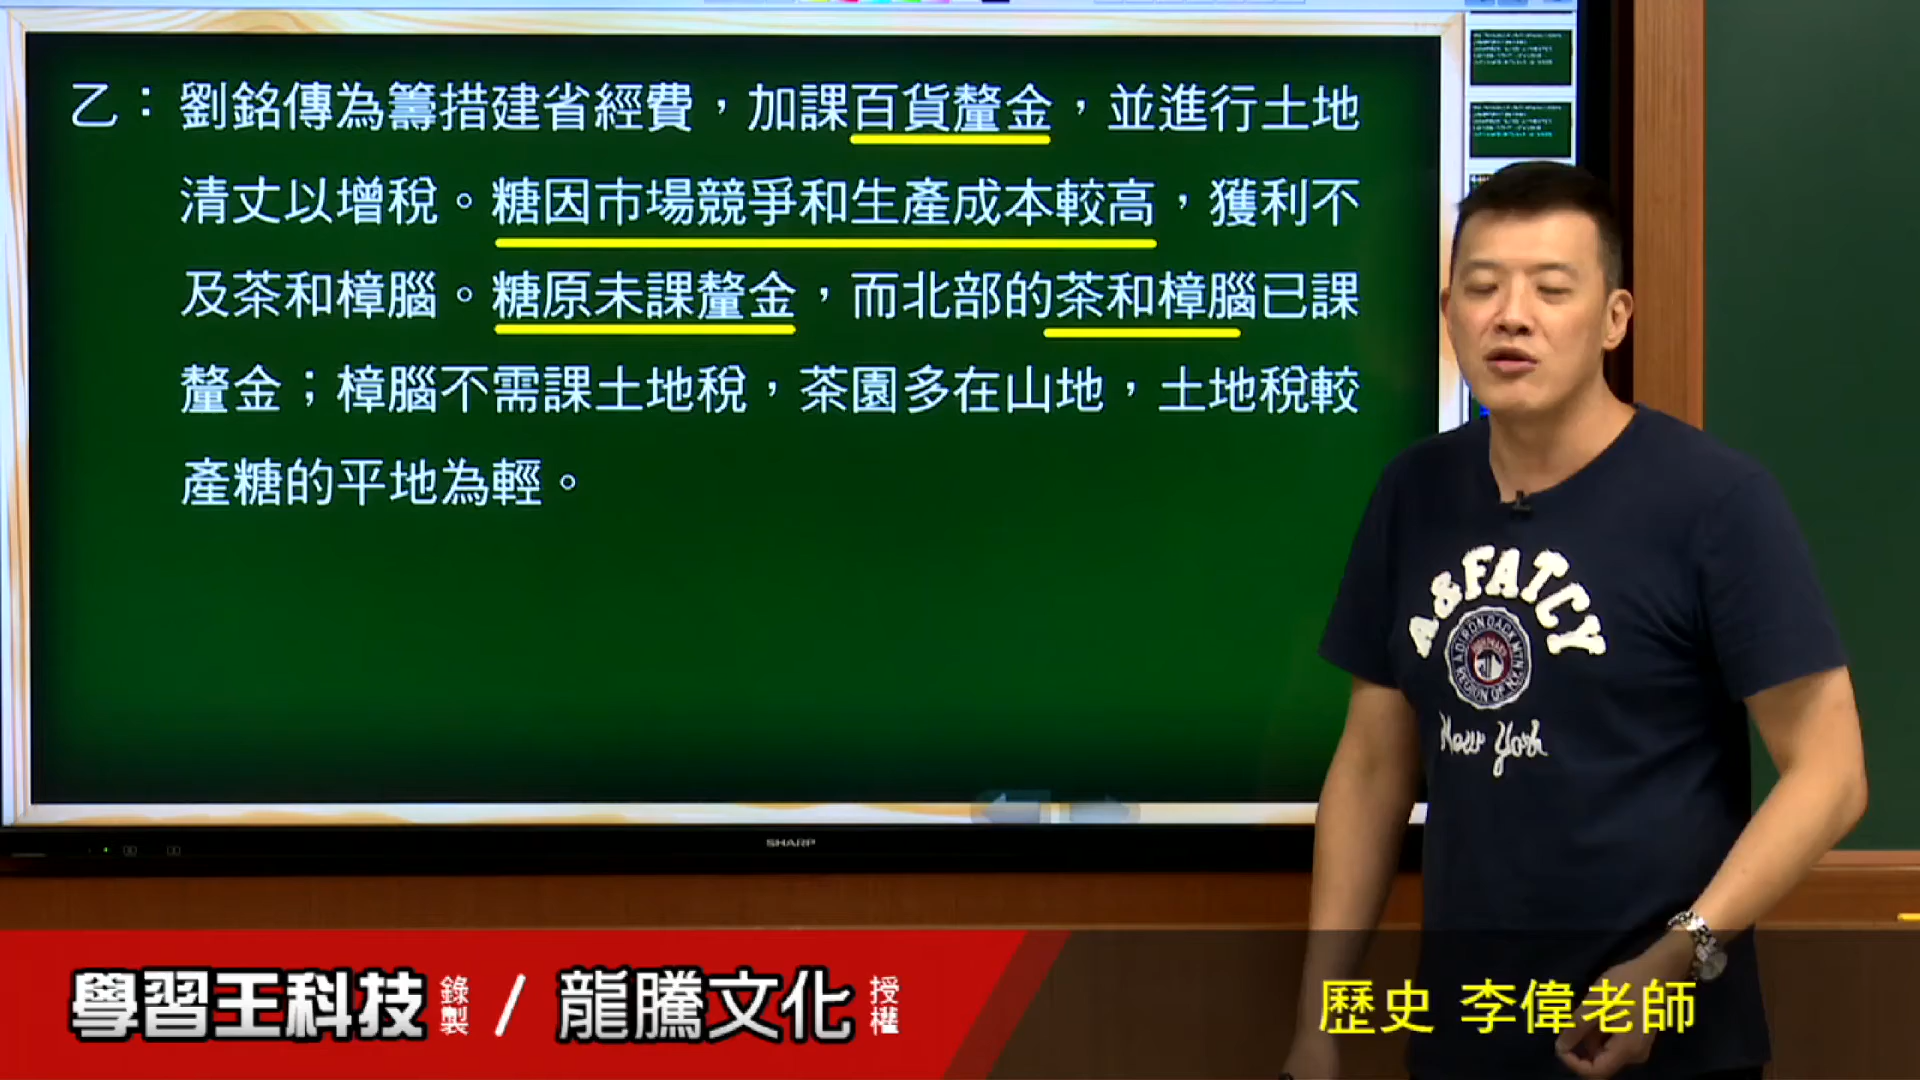 乙：劉銘傳為籌措建省經費，加課百貨釐金，並進行土地
清丈以增稅。糖因市場競爭和生產成本較高，獲利不
及茶和樟腦。糖原未課釐金，而北部的茶和樟腦已課
釐金；樟腦不需課土地稅，茶園多在山地，土地稅較
產糖的平地為輕。
A&FATCY
ADIRONDACK MTN
REGION OF N.Y.
New York
SHARP
學習王科技 錄製 / 龍騰文化 授權
歷史 李偉老師